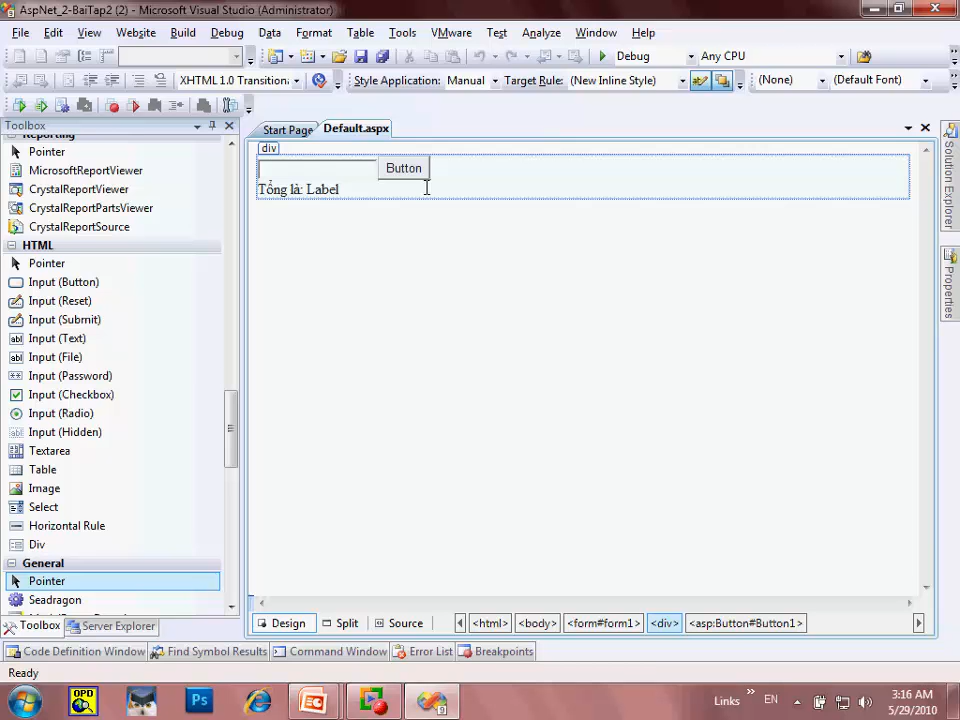 AspNet_2-BaiTap2 (2) - Microsoft Visual Studio (Administrator)
File Edit View Website Build Debug Data Format Table Tools VMware Test Analyze Window Help
Debug Any CPU
XHTML 1.0 Transition Style Application: Manual Target Rule: (New Inline Style) (None) (Default Font)
Toolbox
Start Page Default.aspx
Reporting
Pointer
MicrosoftReportViewer
CrystalReportViewer
CrystalReportPartsViewer
CrystalReportSource
HTML
Pointer
Input (Button)
Input (Reset)
Input (Submit)
Input (Text)
Input (File)
Input (Password)
Input (Checkbox)
Input (Radio)
Input (Hidden)
Textarea
Table
Image
Select
Horizontal Rule
Div
General
Pointer
Seadragon
div
Button
Tổng là: Label
Solution Explorer
Properties
Design Split Source <html> <body> <form#form1> <div> <asp:Button#Button1>
Toolbox Server Explorer
Code Definition Window Find Symbol Results Command Window Error List Breakpoints
Ready
OPD Ps Links EN 3:16 AM
5/29/2010